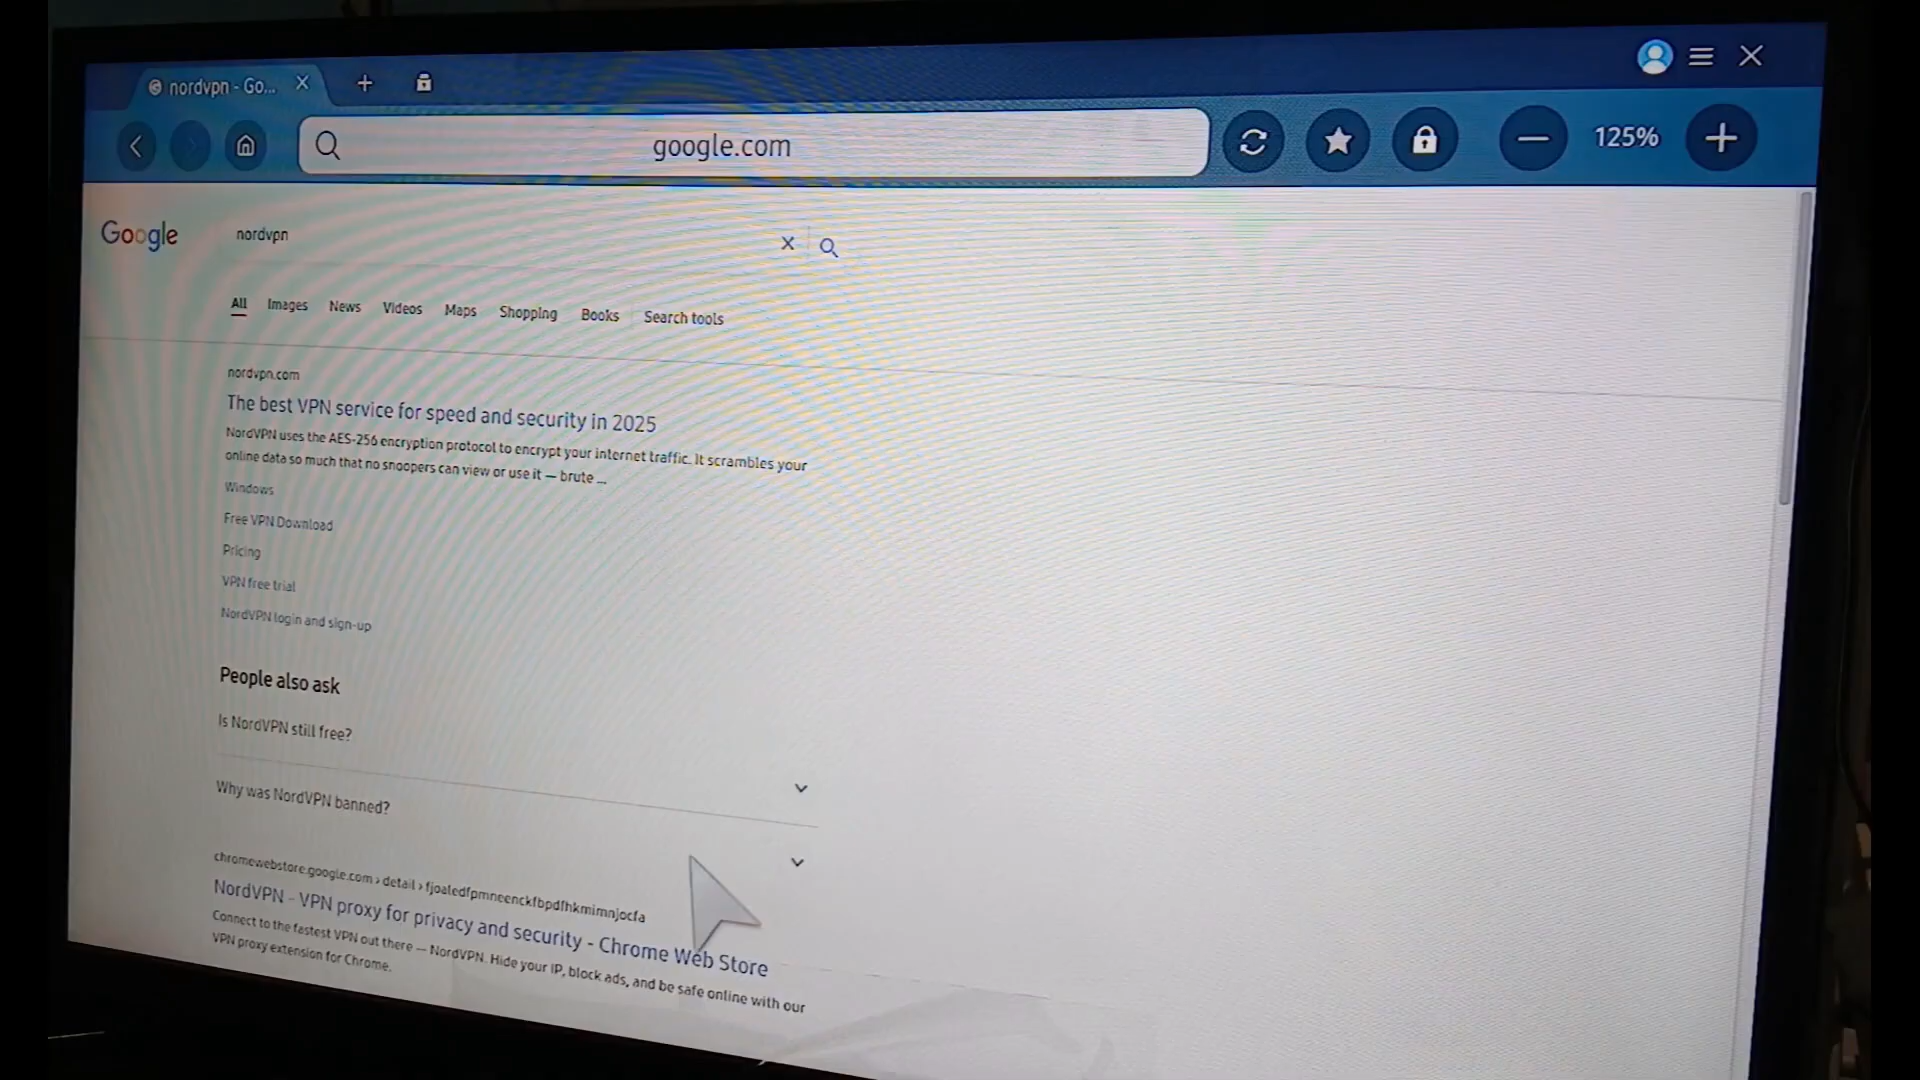 nordvpn - Go...
google.com
125%
Google
nordvpn
All Images News Videos Maps Shopping Books Search tools
nordvpn.com
The best VPN service for speed and security in 2025
NordVPN uses the AES-256 encryption protocol to encrypt your internet traffic. It scrambles your
online data so much that no snoopers can view or use it — brute ...
Windows
Free VPN Download
Pricing
VPN free trial
NordVPN login and sign-up
People also ask
Is NordVPN still free?
Why was NordVPN banned?
chromewebstore.google.com › detail › fjoaledfpmneenckfbpdfhkmimnjocfa
NordVPN - VPN proxy for privacy and security - Chrome Web Store
Connect to the fastest VPN out there — NordVPN. Hide your IP, block ads, and be safe online with our
VPN proxy extension for Chrome.